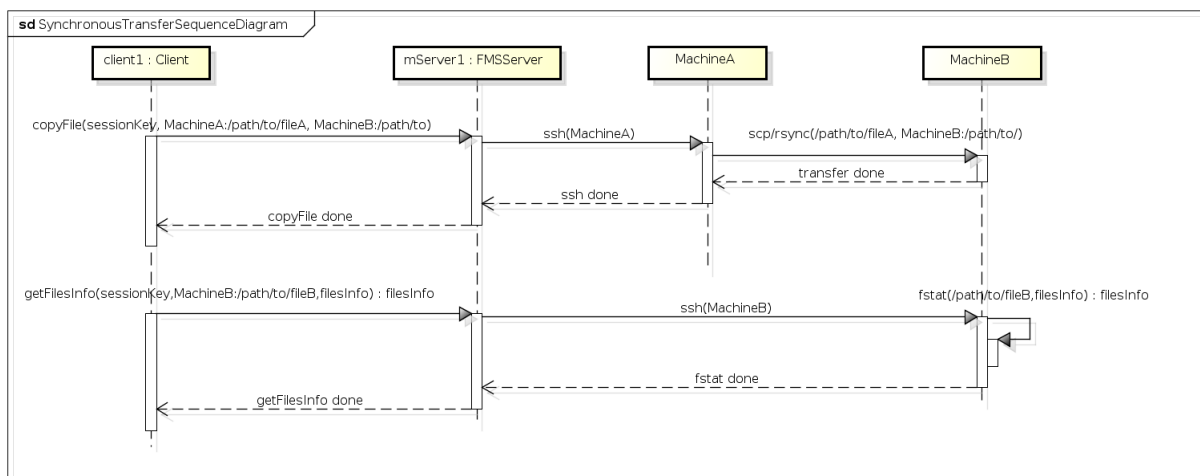 sd SynchronousTransferSequenceDiagram
client1 : Client
mServer1 : FMSServer
MachineA
MachineB
copyFile(sessionKey, MachineA:/path/to/fileA, MachineB:/path/to)
ssh(MachineA)
scp/rsync(/path/to/fileA, MachineB:/path/to/)
transfer done
ssh done
copyFile done
getFilesInfo(sessionKey,MachineB:/path/to/fileB,filesInfo) : filesInfo
ssh(MachineB)
fstat(/path/to/fileB,filesInfo) : filesInfo
fstat done
getFilesInfo done